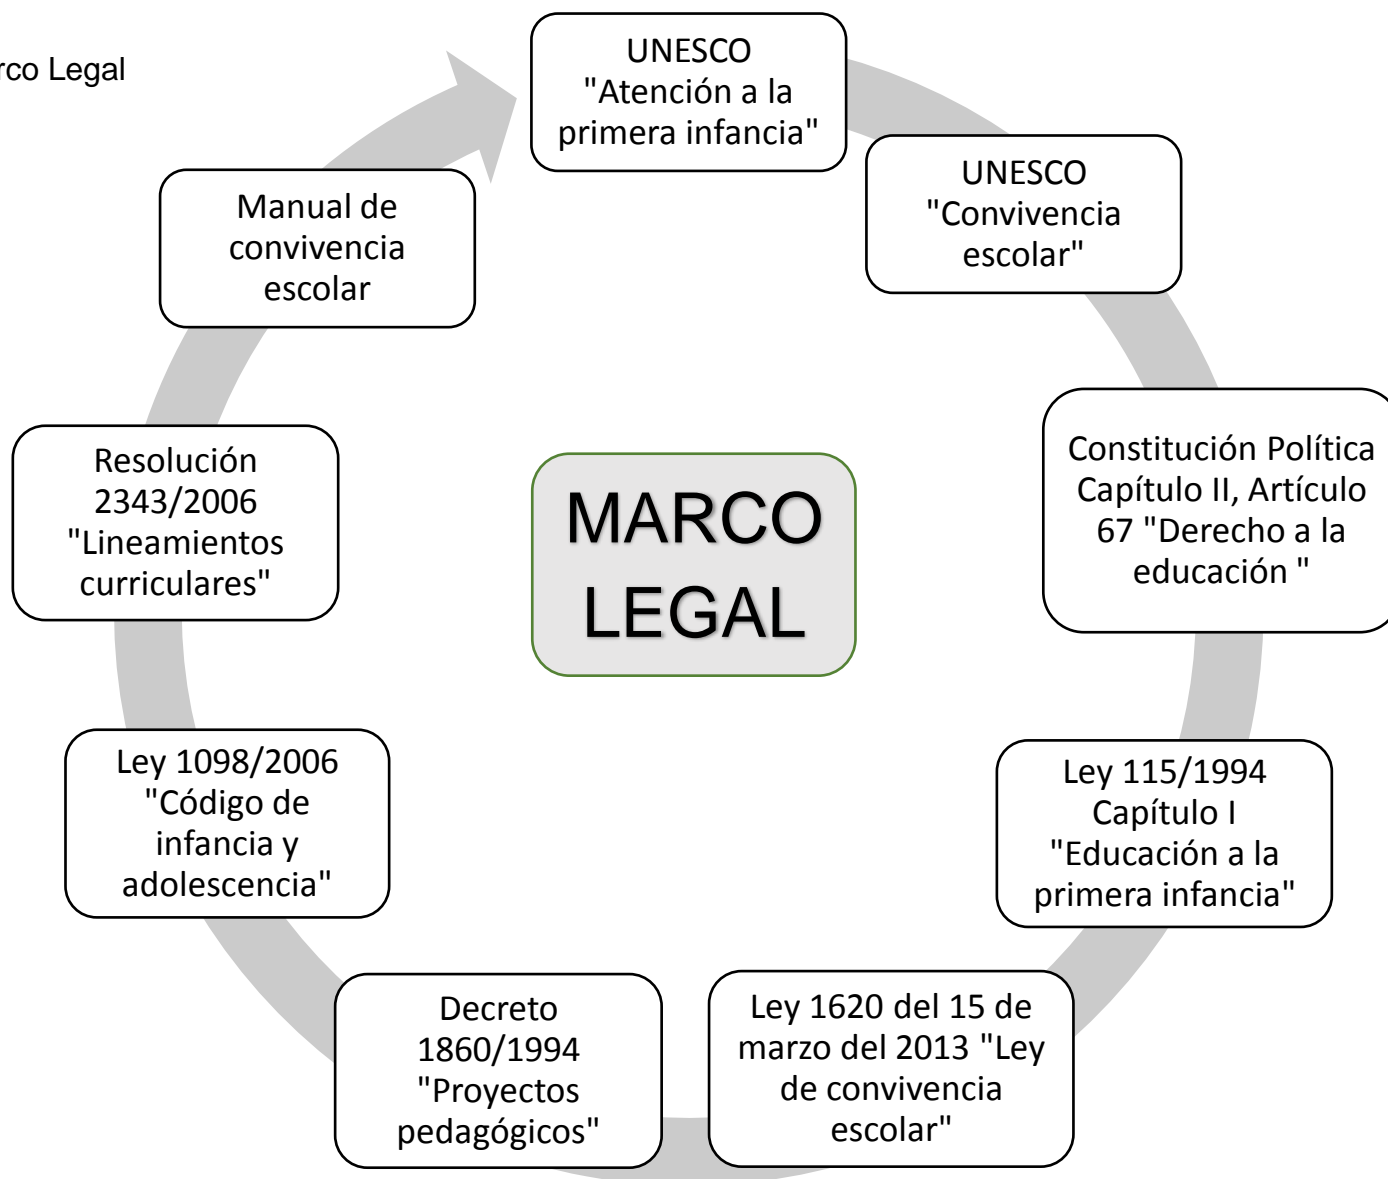 rco Legal
UNESCO
"Atención a la
primera infancia"
UNESCO
"Convivencia
escolar"
Constitución Política
Capítulo II, Artículo
67 "Derecho a la
educación "
Ley 115/1994
Capítulo I
"Educación a la
primera infancia"
Ley 1620 del 15 de
marzo del 2013 "Ley
de convivencia
escolar"
Decreto
1860/1994
"Proyectos
pedagógicos"
Ley 1098/2006
"Código de
infancia y
adolescencia"
Resolución
2343/2006
"Lineamientos
curriculares"
Manual de
convivencia
escolar
MARCO
LEGAL